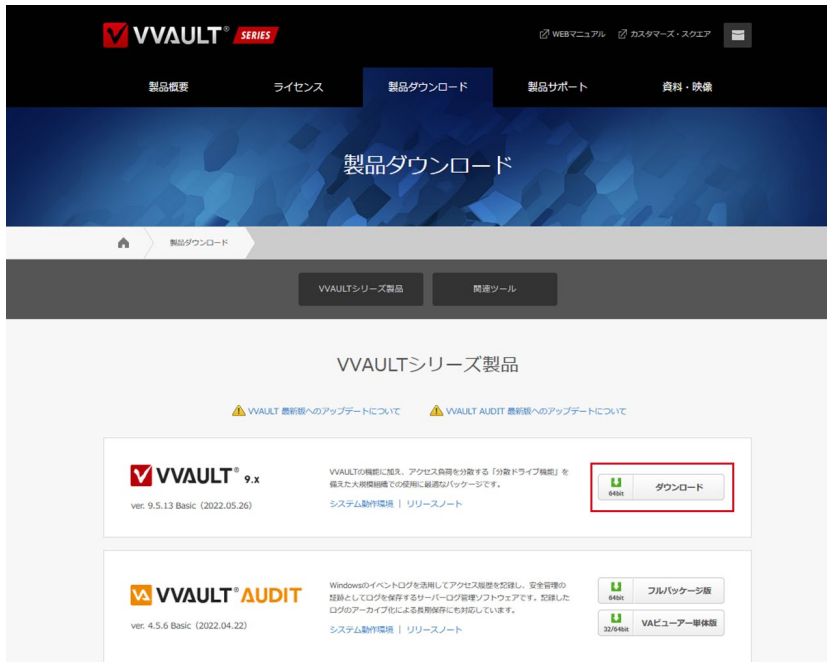 VVAULT® SERIES
WEBマニュアル カスタマーズ・スクエア
製品概要 ライセンス 製品ダウンロード 製品サポート 資料・映像
製品ダウンロード
製品ダウンロード
VVAULTシリーズ製品 関連ツール
VVAULTシリーズ製品
VVAULT 最新版へのアップデートについて VVAULT AUDIT 最新版へのアップデートについて
VVAULT® 9.x
ver. 9.5.13 Basic（2022.05.26）
VVAULTの機能に加え、アクセス負荷を分散する「分散ドライブ機能」を
備えた大規模組織での使用に最適なパッケージです。
システム動作環境 | リリースノート
64bit ダウンロード
VVAULT® AUDIT
ver. 4.5.6 Basic（2022.04.22）
Windowsのイベントログを活用してアクセス履歴を記録し、安全管理の
証跡としてログを保存するサーバーログ管理ソフトウェアです。記録した
ログのアーカイブ化による長期保存にも対応しています。
システム動作環境 | リリースノート
64bit フルパッケージ版
32/64bit VAビューアー単体版